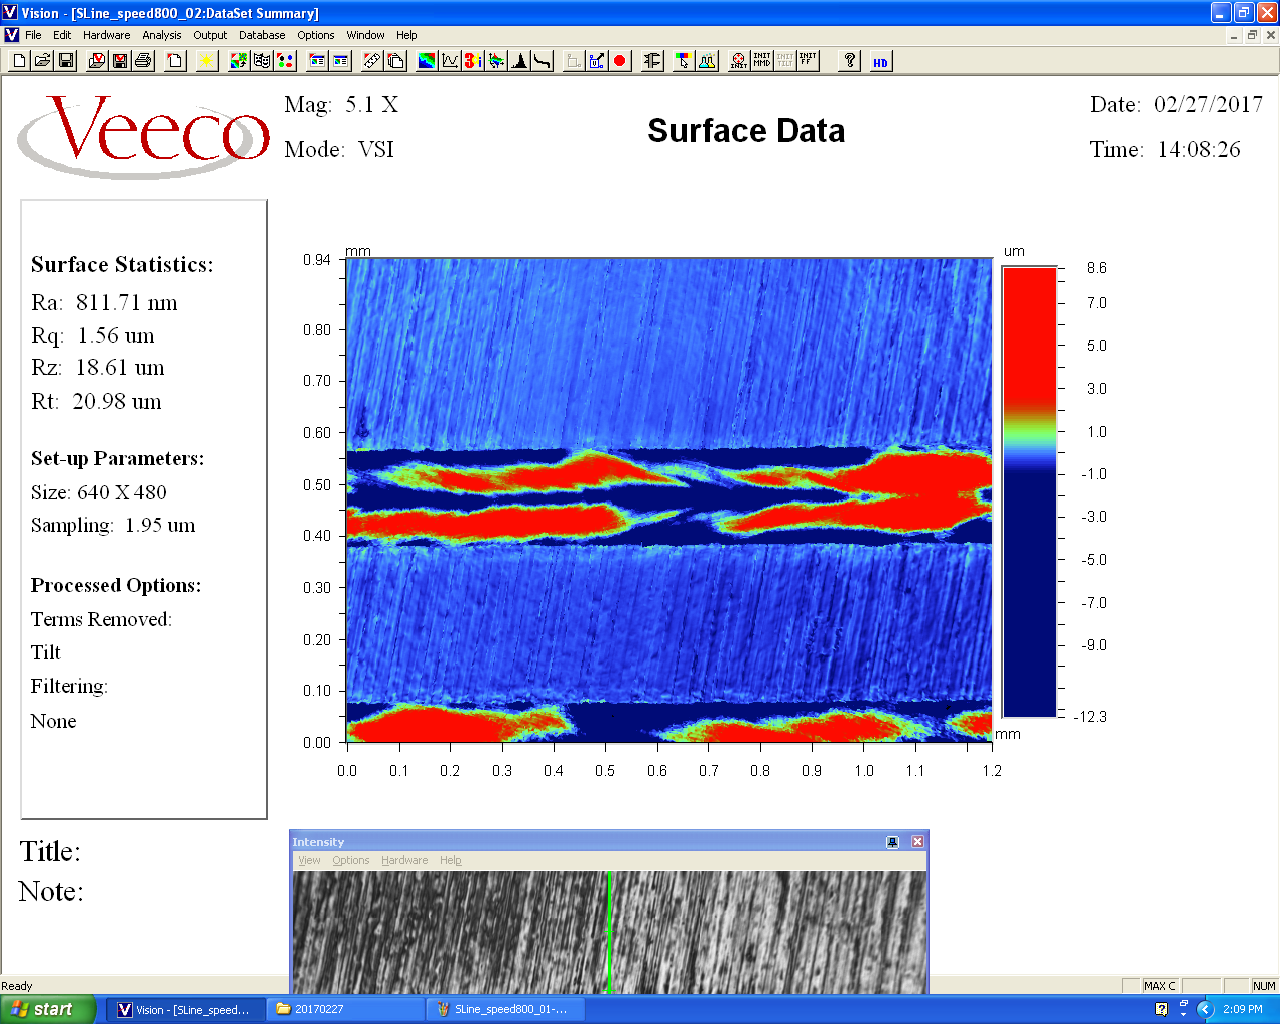 Vision - [SLine_speed800_02:DataSet Summary]
File Edit Hardware Analysis Output Database Options Window Help
INIT INIT MMD INIT TILT INIT FF ? HD
Veeco
Mag: 5.1 X
Mode: VSI
Surface Data
Date: 02/27/2017
Time: 14:08:26
Surface Statistics:
Ra: 811.71 nm
Rq: 1.56 um
Rz: 18.61 um
Rt: 20.98 um
Set-up Parameters:
Size: 640 X 480
Sampling: 1.95 um
Processed Options:
Terms Removed:
Tilt
Filtering:
None
mm
0.94
0.80
0.70
0.60
0.50
0.40
0.30
0.20
0.10
0.00
0.0 0.1 0.2 0.3 0.4 0.5 0.6 0.7 0.8 0.9 1.0 1.1 1.2
mm
um
8.6
7.0
5.0
3.0
1.0
-1.0
-3.0
-5.0
-7.0
-9.0
-12.3
Title:
Note:
Intensity
View Options Hardware Help
Ready
MAX C
NUM
start
Vision - [SLine_speed...
20170227
SLine_speed800_01-...
2:09 PM